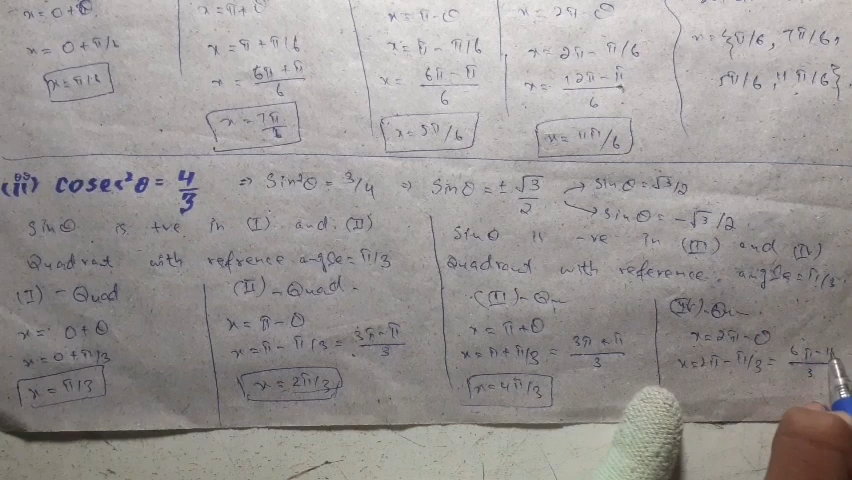 x = 0 + θ
x = 0 + π/6
x = π/6
x = π + θ
x = π + π/6
x = 6π + π / 6
x = 7π / 6
x = π - θ
x = π - π/6
x = 6π - π / 6
x = 5π/6
x = 2π - θ
x = 2π - π/6
x = 12π - π / 6
x = 11π/6
x = {π/6, 7π/6,
5π/6, 11π/6}
cosec²θ = 4/3 ⇒ sin²θ = 3/4 ⇒ sinθ = ± √3/2 → sinθ = √3/2
→ sinθ = -√3/2
sinθ is +ve in (I) and (II)
Quadrant with refrence angle = π/3
(I) - Quad
x = 0 + θ
x = 0 + π/3
x = π/3
(II) - Quad -
x = π - θ
x = π - π/3 = 3π - π / 3
x = 2π/3
sinθ is -ve in (III) and (IV)
Quadrant with reference angle = π/3
(III) - Qu
x = π + θ
x = π + π/3 = 3π + π / 3
x = 4π/3
(IV) - Qu
x = 2π - θ
x = 2π - π/3 = 6π - π / 3